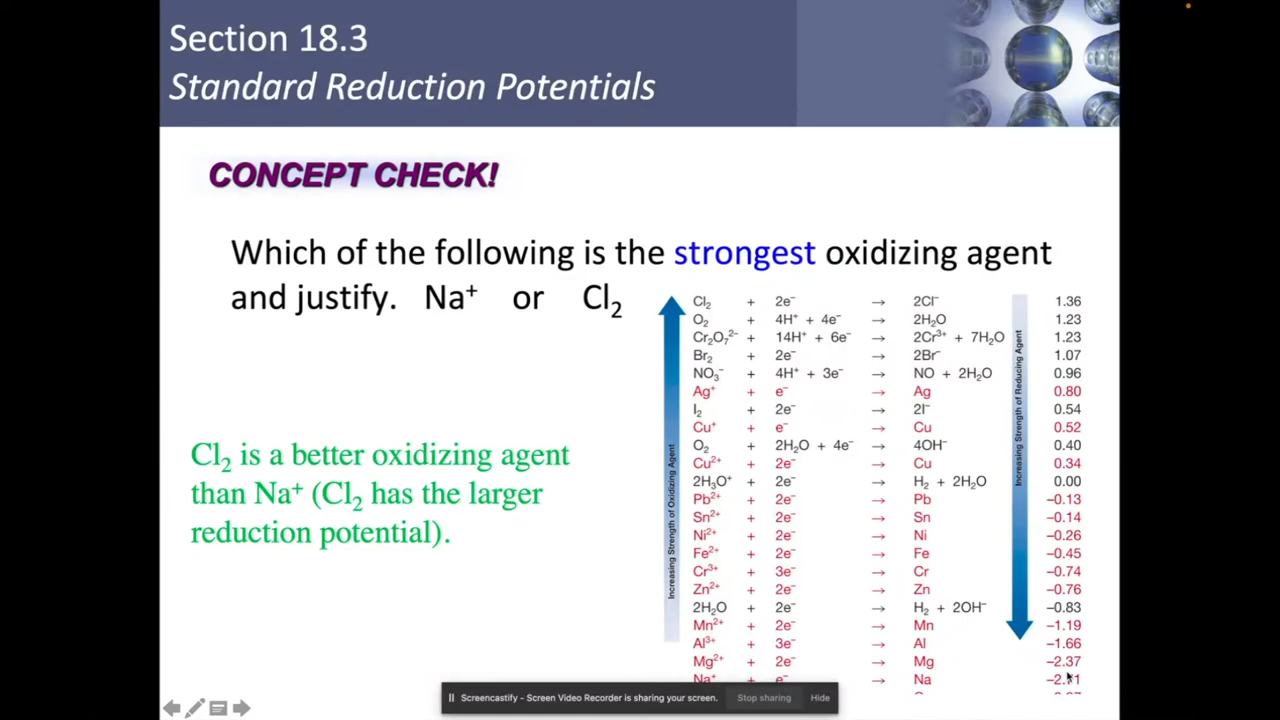 Section 18.3
Standard Reduction Potentials
CONCEPT CHECK!
Which of the following is the strongest oxidizing agent
and justify. Na⁺ or Cl₂
Cl₂ is a better oxidizing agent
than Na⁺ (Cl₂ has the larger
reduction potential).
Increasing Strength of Oxidizing Agent
Cl₂ + 2e⁻ → 2Cl⁻ 1.36
O₂ + 4H⁺ + 4e⁻ → 2H₂O 1.23
Cr₂O₇²⁻ + 14H⁺ + 6e⁻ → 2Cr³⁺ + 7H₂O 1.23
Br₂ + 2e⁻ → 2Br⁻ 1.07
NO₃⁻ + 4H⁺ + 3e⁻ → NO + 2H₂O 0.96
Ag⁺ + e⁻ → Ag 0.80
I₂ + 2e⁻ → 2I⁻ 0.54
Cu⁺ + e⁻ → Cu 0.52
O₂ + 2H₂O + 4e⁻ → 4OH⁻ 0.40
Cu²⁺ + 2e⁻ → Cu 0.34
2H₃O⁺ + 2e⁻ → H₂ + 2H₂O 0.00
Pb²⁺ + 2e⁻ → Pb −0.13
Sn²⁺ + 2e⁻ → Sn −0.14
Ni²⁺ + 2e⁻ → Ni −0.26
Fe²⁺ + 2e⁻ → Fe −0.45
Cr³⁺ + 3e⁻ → Cr −0.74
Zn²⁺ + 2e⁻ → Zn −0.76
2H₂O + 2e⁻ → H₂ + 2OH⁻ −0.83
Mn²⁺ + 2e⁻ → Mn −1.19
Al³⁺ + 3e⁻ → Al −1.66
Mg²⁺ + 2e⁻ → Mg −2.37
Na⁺ + e⁻ → Na
Increasing Strength of Reducing Agent
Screencastify - Screen Video Recorder is sharing your screen. Stop sharing Hide